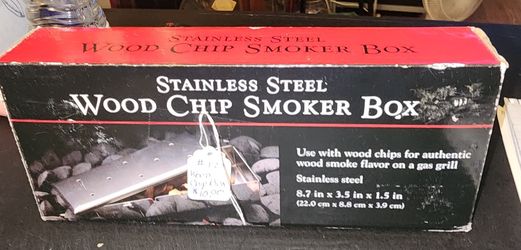 STAINLESS STEEL
WOOD CHIP SMOKER BOX
STAINLESS STEEL
WOOD CHIP SMOKER BOX
Use with wood chips for authentic
wood smoke flavor on a gas grill
Stainless steel
8.7 in x 3.5 in x 1.5 in
(22.0 cm x 8.8 cm x 3.9 cm)